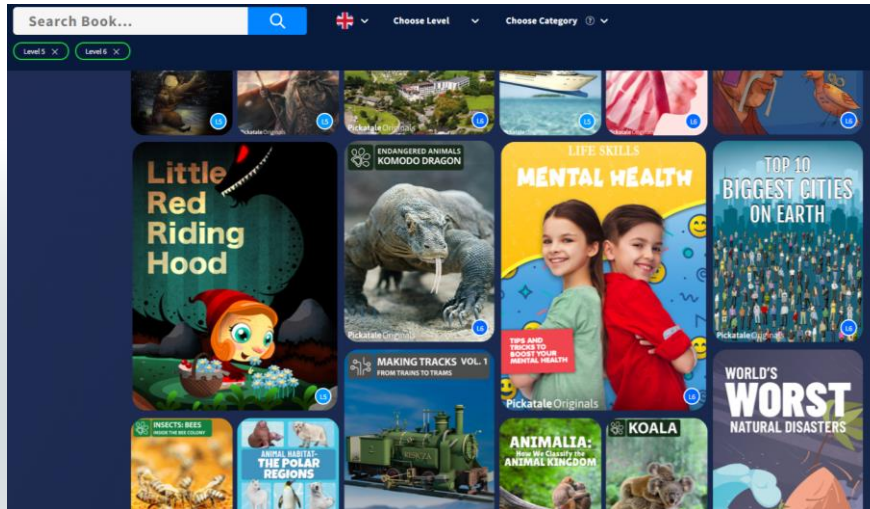 Search Book...
Choose Level
Choose Category ?
Level 5 X
Level 6 X
L5
L5
Pickatale Originals
L6
L5
L6
L6
Little
Red
Riding
Hood
L5
ENDANGERED ANIMALS
KOMODO DRAGON
Pickatale Originals
L6
LIFE SKILLS
MENTAL HEALTH
TIPS AND
TRICKS TO
BOOST YOUR
MENTAL HEALTH
Pickatale Originals
L6
TOP 10
BIGGEST CITIES
ON EARTH
Pickatale Originals
L6
MAKING TRACKS VOL. 1
FROM TRAINS TO TRAMS
WORLD'S
WORST
NATURAL DISASTERS
INSECTS: BEES
INSIDE THE BEE COLONY
ANIMAL HABITAT-
THE POLAR
REGIONS
ANIMALIA:
How We Classify the
ANIMAL KINGDOM
KOALA